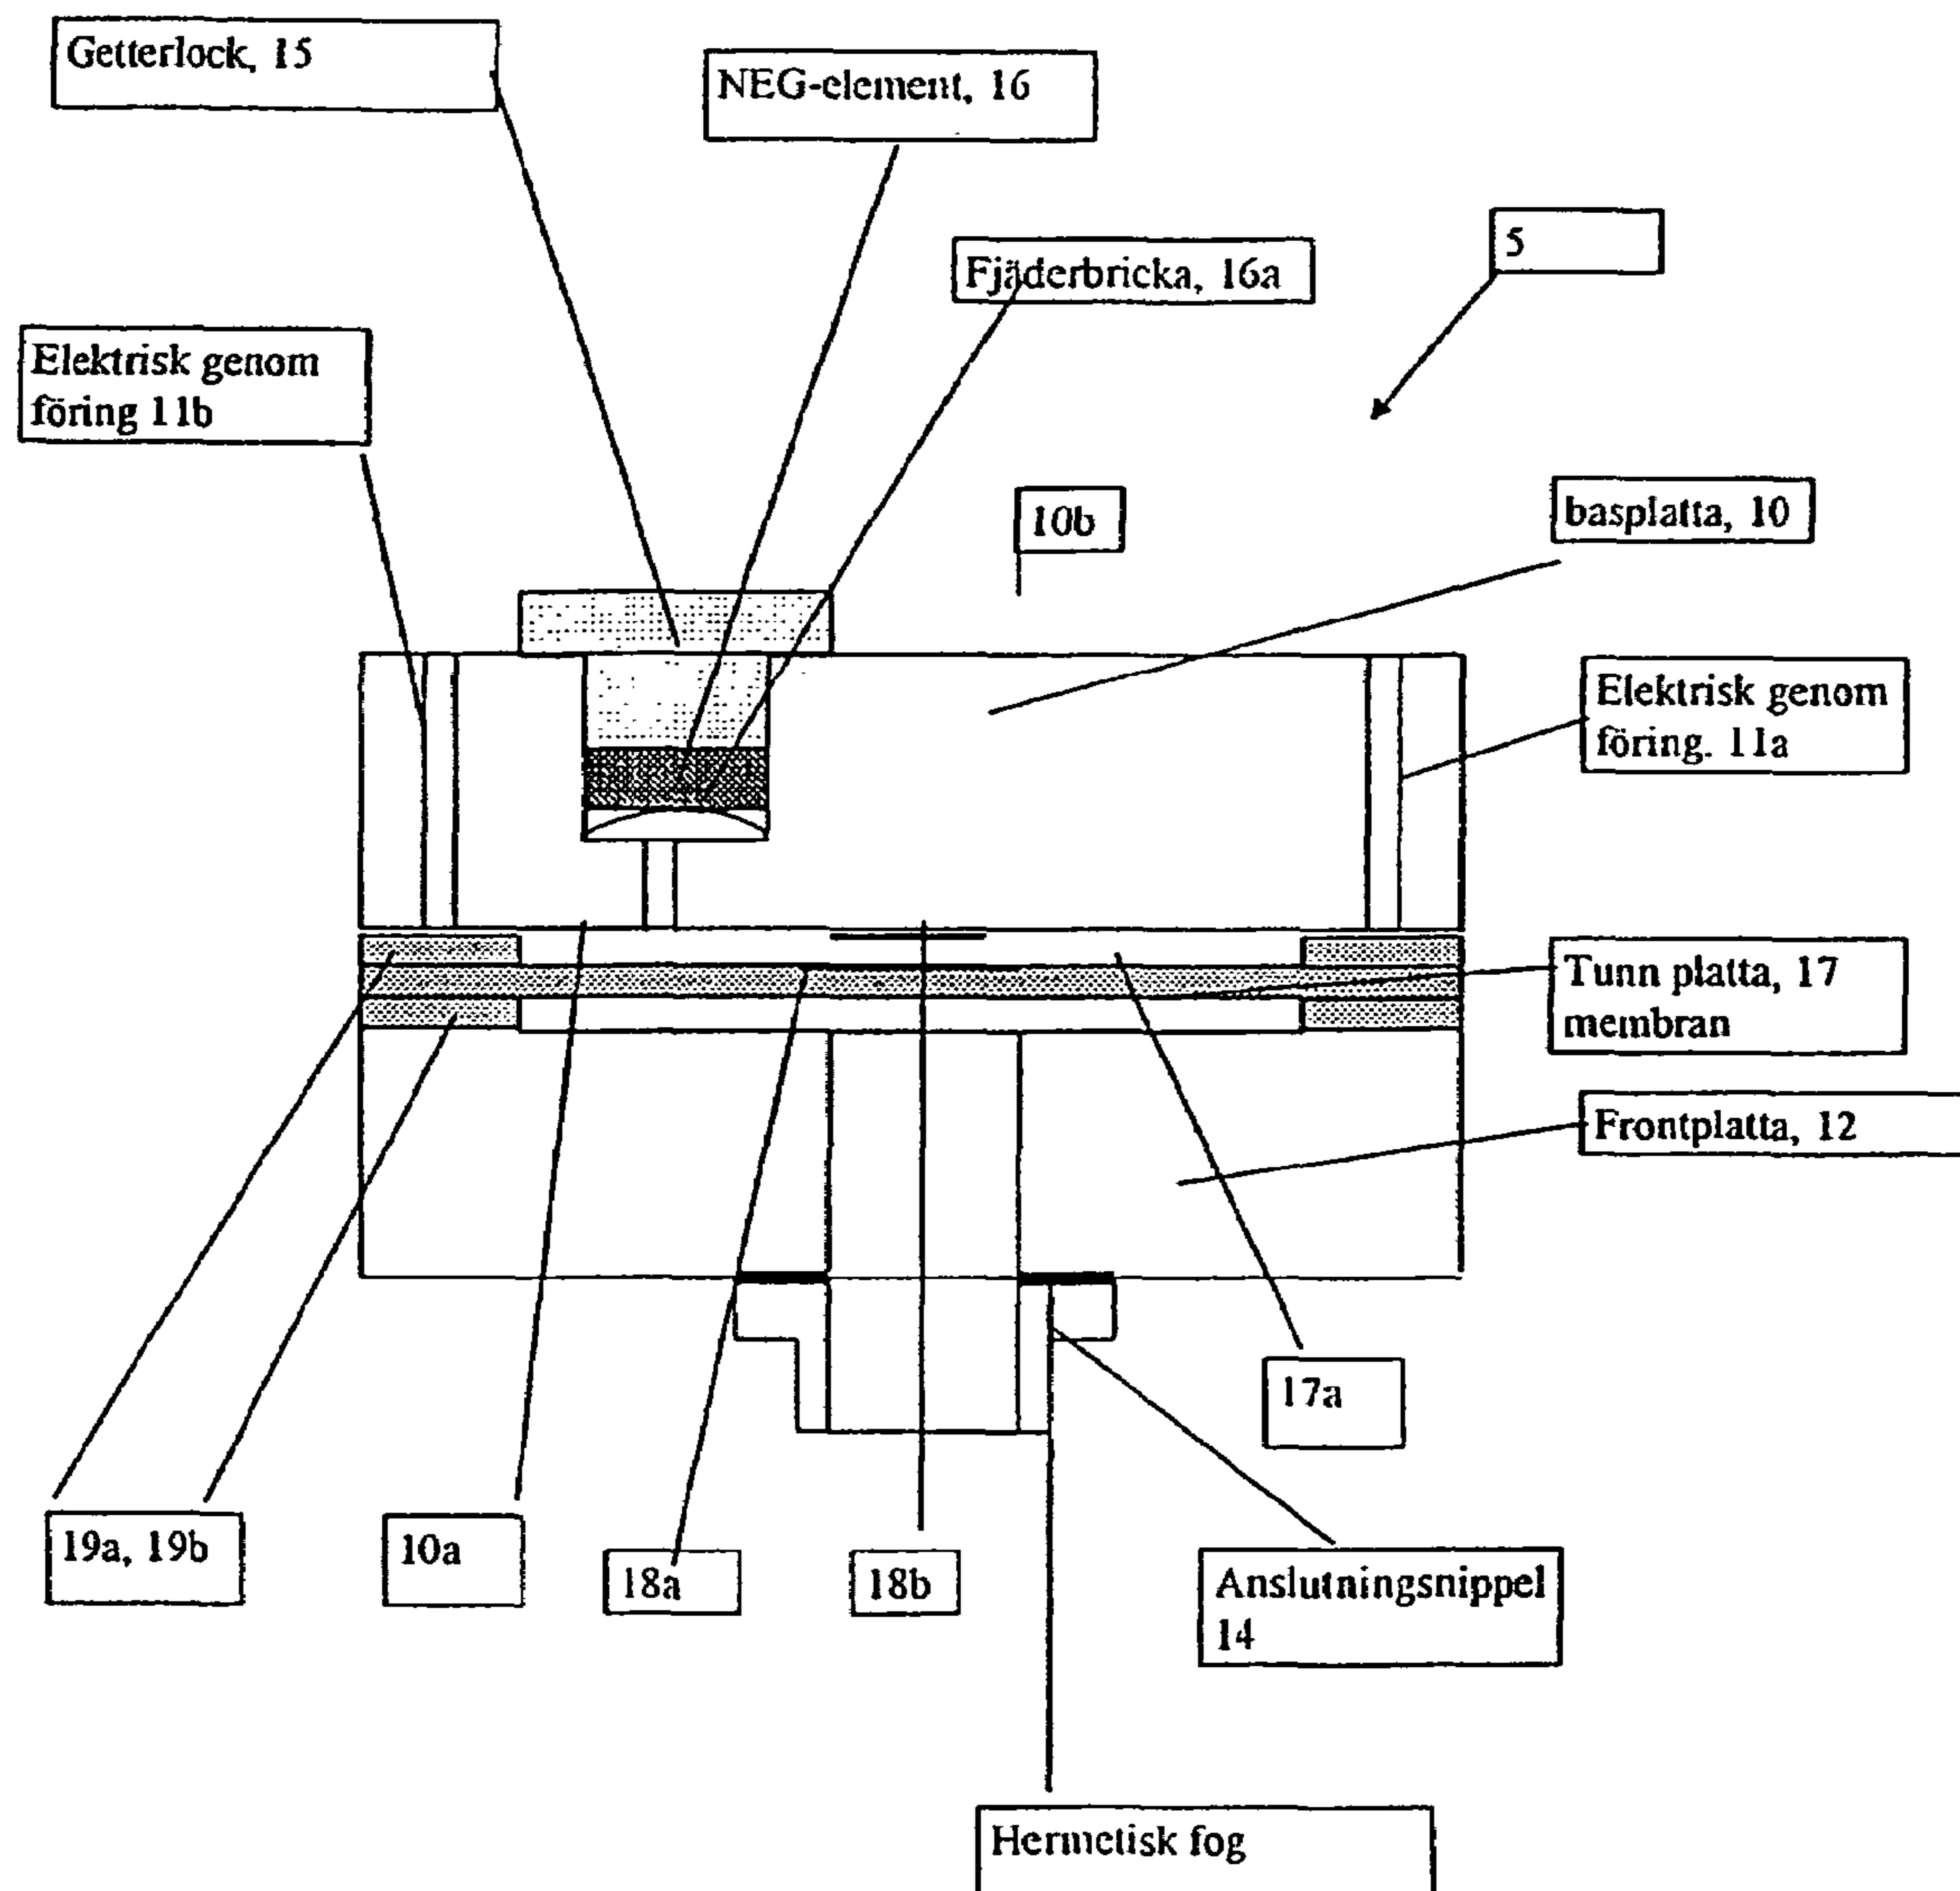 Getterlock, 15
NEG-element, 16
5
Fjäderbricka, 16a
Elektrisk genom
föring 11b
10b
basplatta, 10
Elektrisk genom
föring. 11a
Tunn platta, 17
membran
Frontplatta, 12
17a
19a, 19b
10a
18a
18b
Anslutningsnippel
14
Hermetisk fog